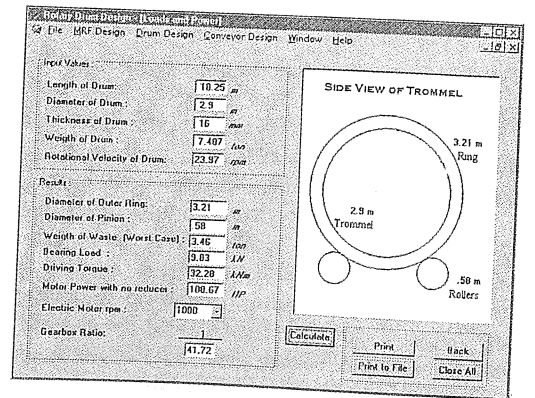 Rotary Drum Design - [Loads and Power]
File MRF Design Drum Design Conveyor Design Window Help
Input Values:
Length of Drum: 10.25 m
Diameter of Drum : 2.9 m
Thickness of Drum : 16 mm
Weigth of Drum : 7.407 ton
Rotational Velocity of Drum: 23.97 rpm
Results:
Diameter of Outer Ring: 3.21 m
Diameter of Pinion : 58 m
Weigth of Waste (Worst Case) : 3.46 ton
Bearing Load : 9.03 kN
Driving Torque : 32.20 kNm
Motor Power with no reducer : 108.67 HP
Electric Motor rpm : 1000
Gearbox Ratio: 1
41.72
SIDE VIEW OF TROMMEL
3.21 m
Ring
2.9 m
Trommel
.58 m
Rollers
Calculate
Print
Back
Print to File
Close All